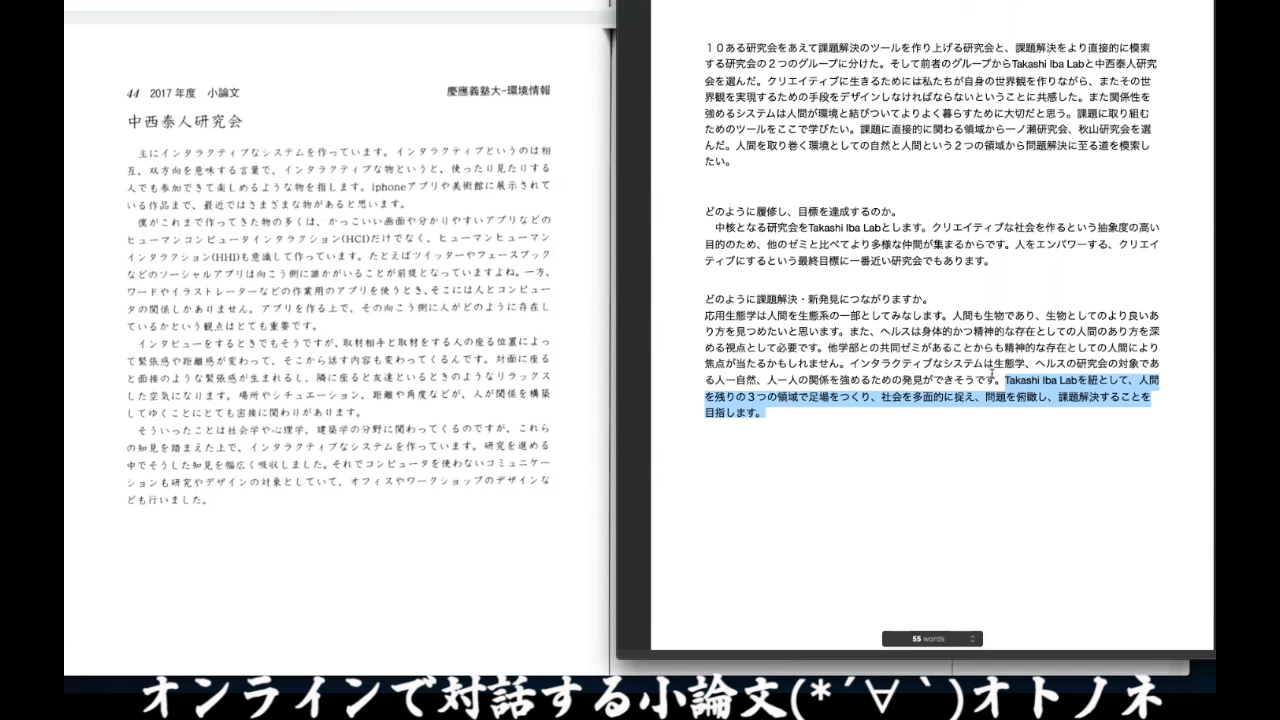 44 2017年度 小論文
慶應義塾大-環境情報
中西泰人研究会
主にインタラクティブなシステムを作っています。インタラクティブというのは相
互、双方向を意味する言葉で、インタラクティブな物というと、使ったり見たりする
人でも参加できて楽しめるような物を指します。iphoneアプリや美術館に展示されて
いる作品まで、最近ではさまざまな物があると思います。
僕がこれまで作ってきた物の多くは、かっこいい画面や分かりやすいアプリなどの
ヒューマンコンピュータインタラクション(HCI)だけでなく、ヒューマンヒューマン
インタラクション(HHI)も意識して作っています。たとえばツイッターやフェースブック
などのソーシャルアプリは向こう側に誰かがいることが前提となっていますよね。一方、
ワードやイラストレーターなどの作業用のアプリを使うとき、そこには人とコンピュー
タの関係しかありません。アプリを作る上で、その向こう側に人がどのように存在し
ているかという観点はとても重要です。
インタビューをするときでもそうですが、取材相手と取材をする人の座る位置によっ
て緊張感や距離感が変わって、そこから話す内容も変わってくるんです。対面に座る
と面接のような緊張感が生まれるし、隣に座ると友達といるときのようなリラックス
した空気になります。場所やシチュエーション、距離や角度などが、人が関係を構築
してゆくことにとても密接に関わりがあります。
そういったことは社会学や心理学、建築学の分野に関わってくるのですが、これら
の知見を踏まえた上で、インタラクティブなシステムを作っています。研究を進める
中でそうした知見を幅広く吸収しました。それでコンピュータを使わないコミュニケー
ションも研究やデザインの対象としていて、オフィスやワークショップのデザインな
ども行いました。
１０ある研究会をあえて課題解決のツールを作り上げる研究会と、課題解決をより直接的に模索
する研究会の２つのグループに分けた。そして前者のグループからTakashi Iba Labと中西泰人研究
会を選んだ。クリエイティブに生きるためには私たちが自身の世界観を作りながら、またその世
界観を実現するための手段をデザインしなければならないということに共感した。また関係性を
強めるシステムは人間が環境と結びついてよりよく暮らすために大切だと思う。課題に取り組む
ためのツールをここで学びたい。課題に直接的に関わる領域から一ノ瀬研究会、秋山研究会を選
んだ。人間を取り巻く環境としての自然と人間という２つの領域から問題解決に至る道を模索し
たい。
どのように履修し、目標を達成するのか。
中核となる研究会をTakashi Iba Labとします。クリエイティブな社会を作るという抽象度の高い
目的のため、他のゼミと比べてより多様な仲間が集まるからです。人をエンパワーする、クリエイ
ティブにするという最終目標に一番近い研究会でもあります。
どのように課題解決・新発見につながりますか。
応用生態学は人間を生態系の一部としてみなします。人間も生物であり、生物としてのより良いあ
り方を見つめたいと思います。また、ヘルスは身体的かつ精神的な存在としての人間のあり方を深
める視点として必要です。他学部との共同ゼミがあることからも精神的な存在としての人間により
焦点が当たるかもしれません。インタラクティブなシステムは生態学、ヘルスの研究会の対象であ
る人ー自然、人ー人の関係を強めるための発見ができそうです。Takashi Iba Labを紐として、人間
を残りの３つの領域で足場をつくり、社会を多面的に捉え、問題を俯瞰し、課題解決することを
目指します。
55 words
オンラインで対話する小論文(*´∀｀)オトノネ